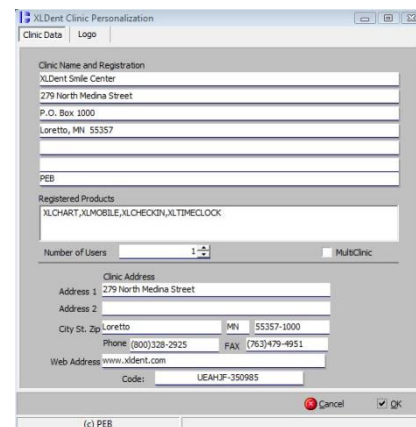 XLDent Clinic Personalization
Clinic Data Logo
Clinic Name and Registration
XLDent Smile Center
279 North Medina Street
P.O. Box 1000
Loretto, MN 55357
PEB
Registered Products
XLCHART,XLMOBILE,XLCHECKIN,XLTIMECLOCK
Number of Users 1 MultiClinic
Clinic Address
Address 1 279 North Medina Street
Address 2
City St. Zip Loretto MN 55357-1000
Phone (800)328-2925 FAX (763)479-4951
Web Address www.xldent.com
Code: UEAHJF-350985
Cancel OK
(c) PEB